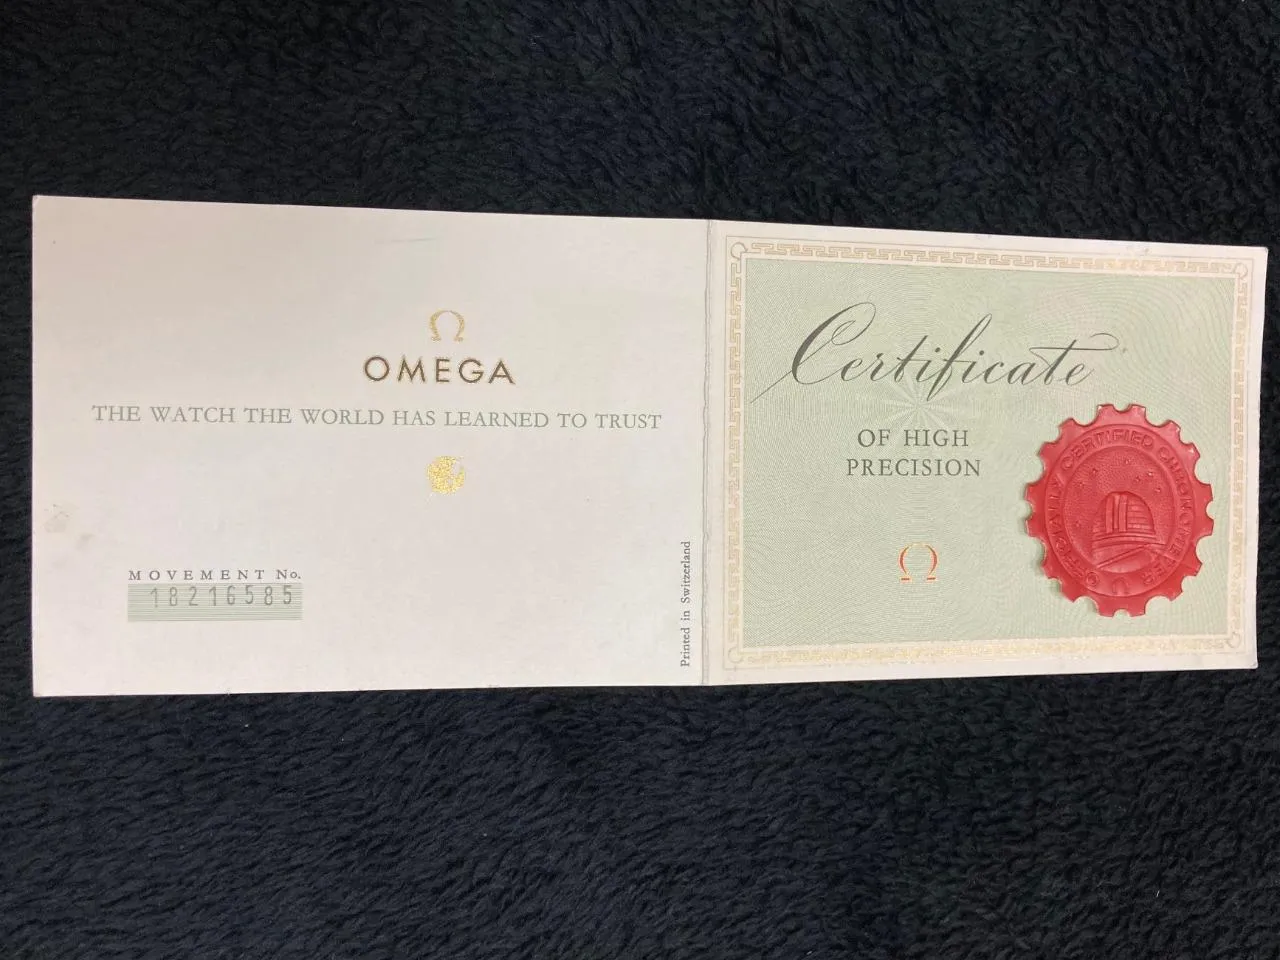 Ω
OMEGA
THE WATCH THE WORLD HAS LEARNED TO TRUST
MOVEMENT No.
18216585
Printed in Switzerland
Certificate
OF HIGH
PRECISION
Ω
OFFICIALLY CERTIFIED CHRONOMETER